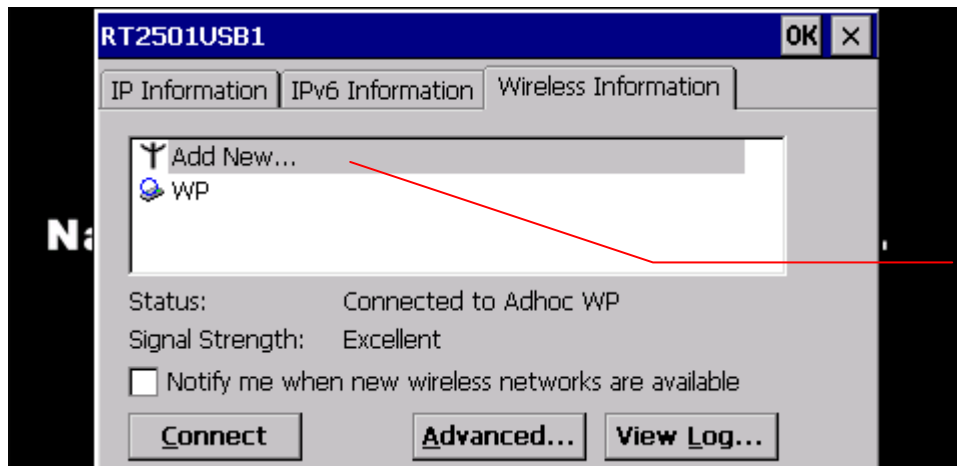 RT2501USB1 OK
IP Information IPv6 Information Wireless Information
Add New...
WP
Status: Connected to Adhoc WP
Signal Strength: Excellent
Notify me when new wireless networks are available
Connect Advanced... View Log...